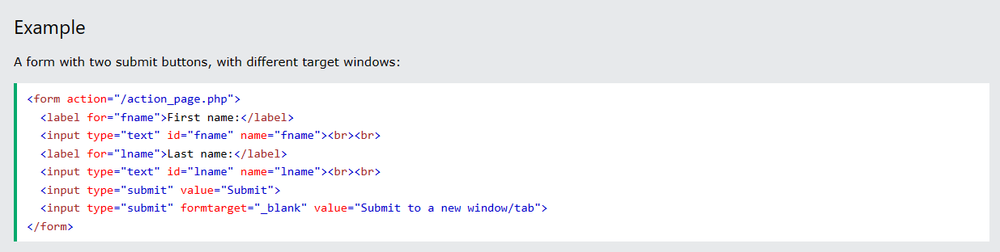 Example
A form with two submit buttons, with different target windows:
<form action="/action_page.php">
  <label for="fname">First name:</label>
  <input type="text" id="fname" name="fname"><br><br>
  <label for="lname">Last name:</label>
  <input type="text" id="lname" name="lname"><br><br>
  <input type="submit" value="Submit">
  <input type="submit" formtarget="_blank" value="Submit to a new window/tab">
</form>